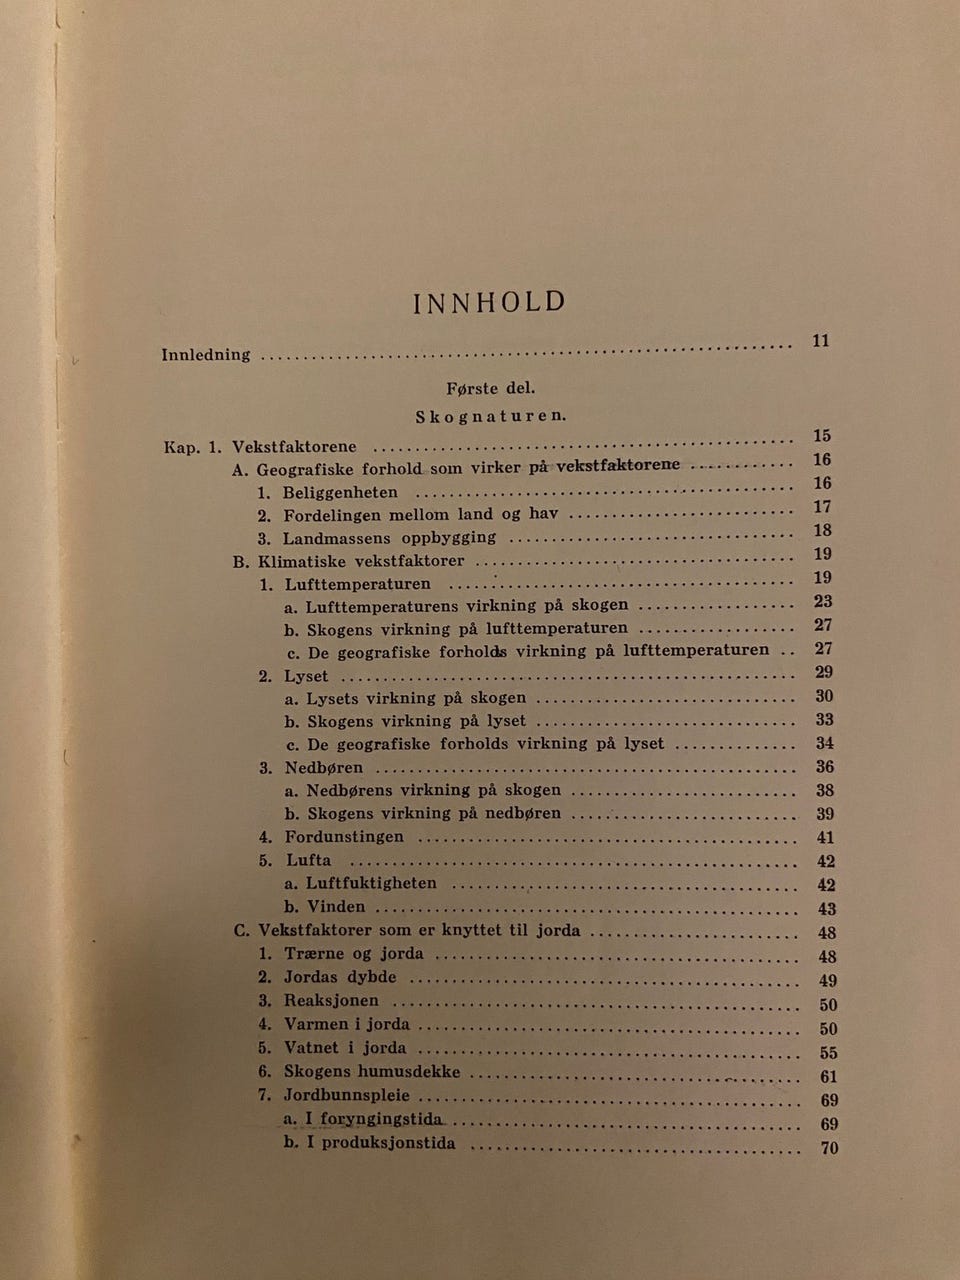 INNHOLD
Innledning 11
Første del.
Skognaturen.
Kap. 1. Vekstfaktorene 15
A. Geografiske forhold som virker på vekstfaktorene 16
1. Beliggenheten 16
2. Fordelingen mellom land og hav 17
3. Landmassens oppbygging 18
B. Klimatiske vekstfaktorer 19
1. Lufttemperaturen 19
a. Lufttemperaturens virkning på skogen 23
b. Skogens virkning på lufttemperaturen 27
c. De geografiske forholds virkning på lufttemperaturen 27
2. Lyset 29
a. Lysets virkning på skogen 30
b. Skogens virkning på lyset 33
c. De geografiske forholds virkning på lyset 34
3. Nedbøren 36
a. Nedbørens virkning på skogen 38
b. Skogens virkning på nedbøren 39
4. Fordunstingen 41
5. Lufta 42
a. Luftfuktigheten 42
b. Vinden 43
C. Vekstfaktorer som er knyttet til jorda 48
1. Trærne og jorda 48
2. Jordas dybde 49
3. Reaksjonen 50
4. Varmen i jorda 50
5. Vatnet i jorda 55
6. Skogens humusdekke 61
7. Jordbunnspleie 69
a. I foryngingstida 69
b. I produksjonstida 70